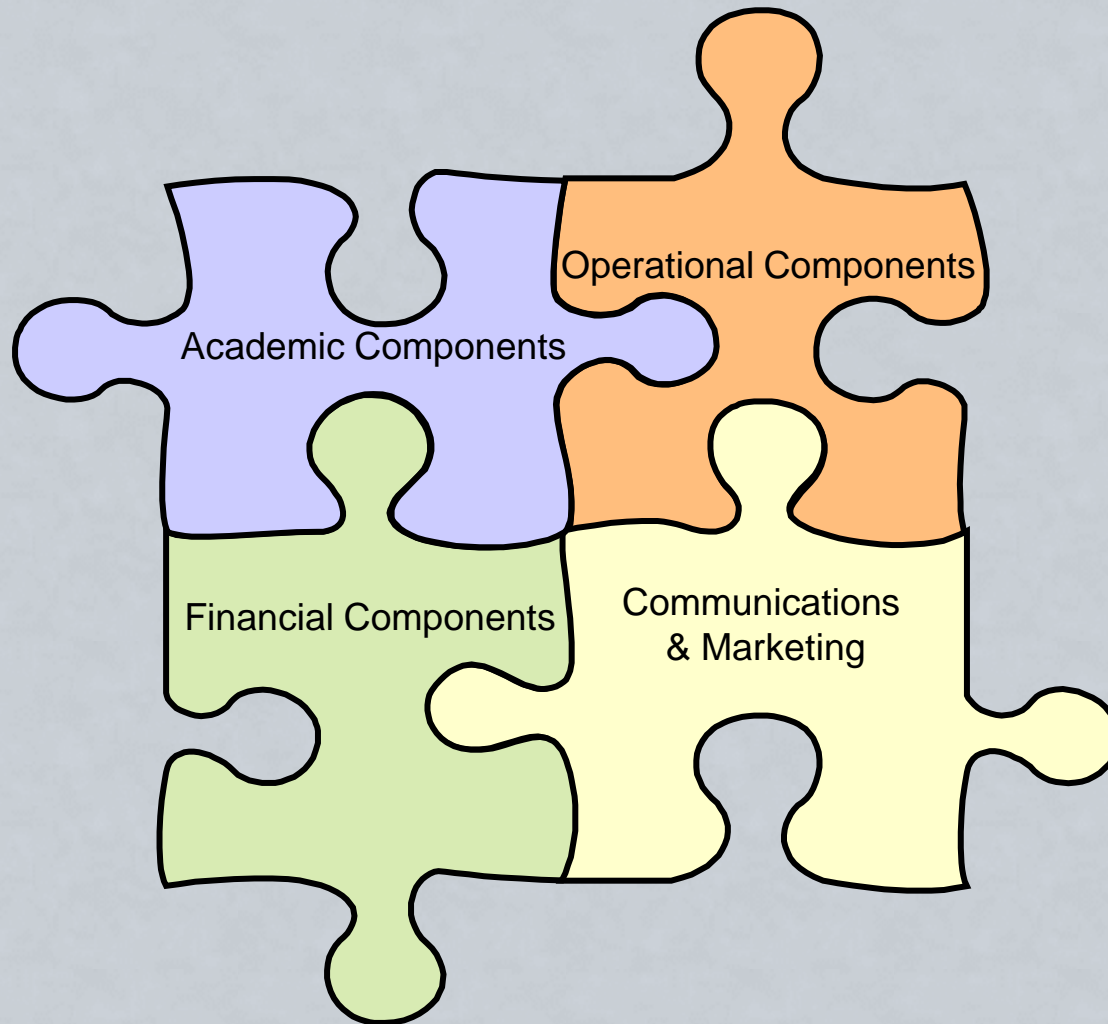 Operational Components
Academic Components
Financial Components
Communications
& Marketing